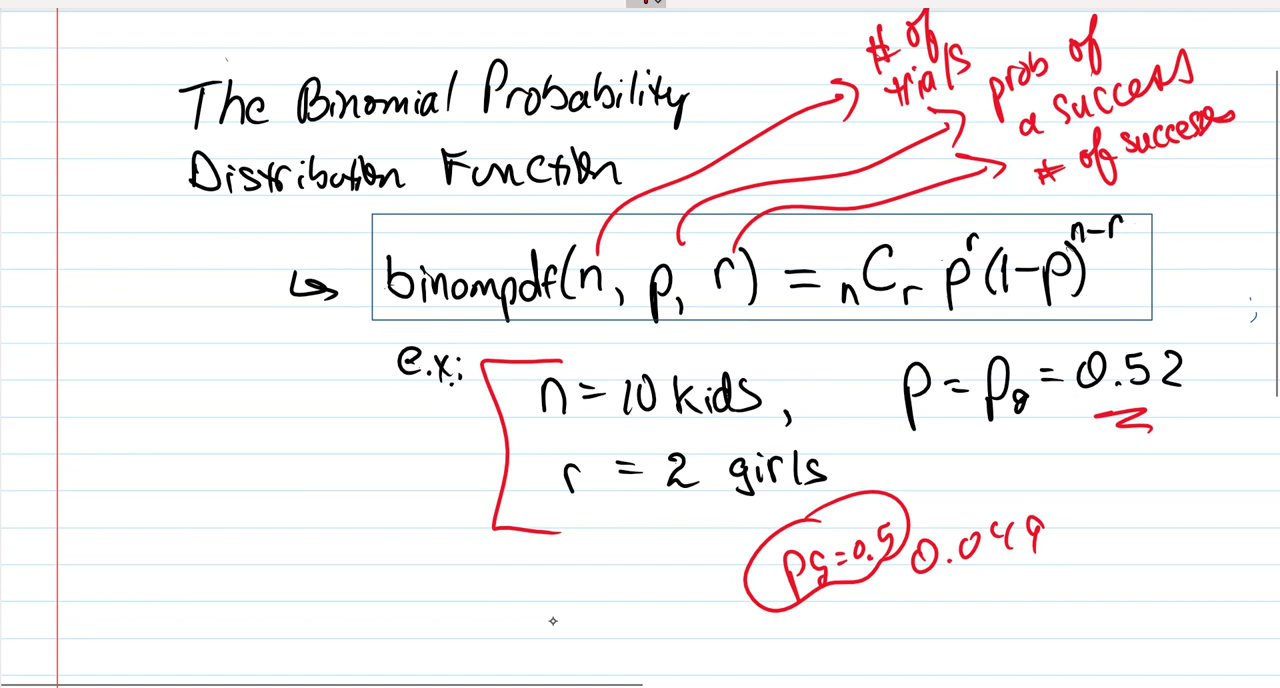 The Binomial Probability
Distribution Function
# of
trials
prob of
a success
# of success
↳ binompdf(n, p, r) = nCr p^r (1-p)^n-r
e.x:
n = 10 kids, p = pg = 0.52
r = 2 girls
pg = 0.5 0.049